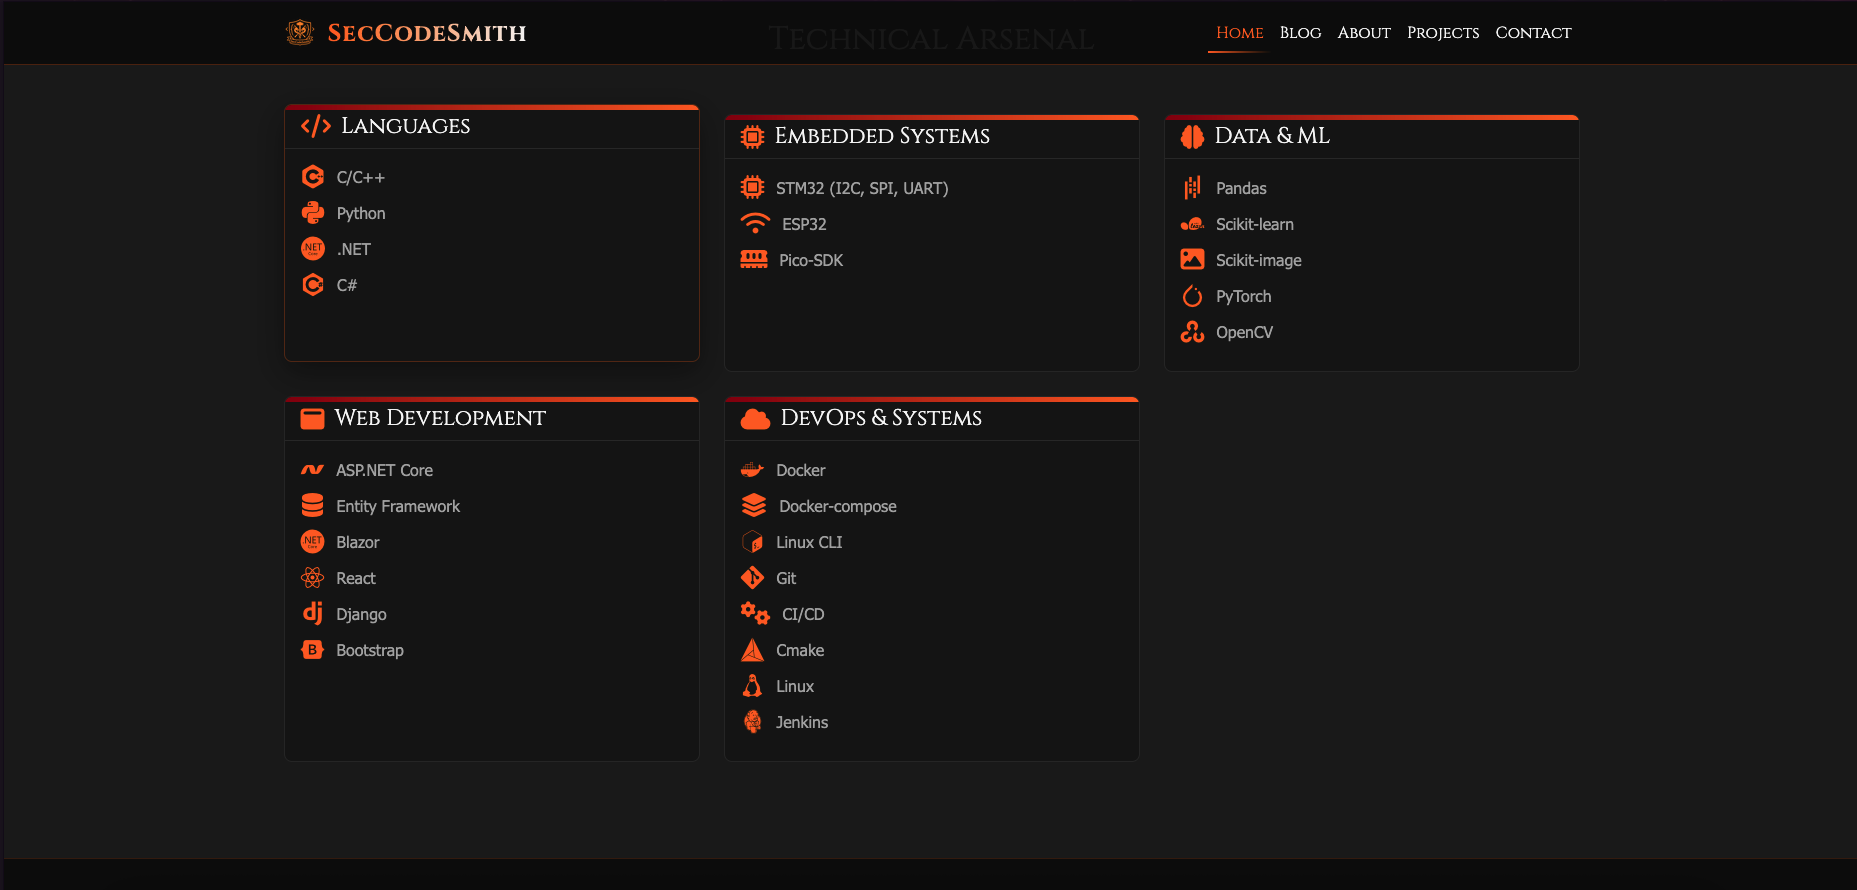 SecCodeSmith
Technical Arsenal
Home Blog About Projects Contact
Languages
C/C++
Python
.NET
C#
Embedded Systems
STM32 (I2C, SPI, UART)
ESP32
Pico-SDK
Data & ML
Pandas
Scikit-learn
Scikit-image
PyTorch
OpenCV
Web Development
ASP.NET Core
Entity Framework
Blazor
React
Django
Bootstrap
DevOps & Systems
Docker
Docker-compose
Linux CLI
Git
CI/CD
Cmake
Linux
Jenkins